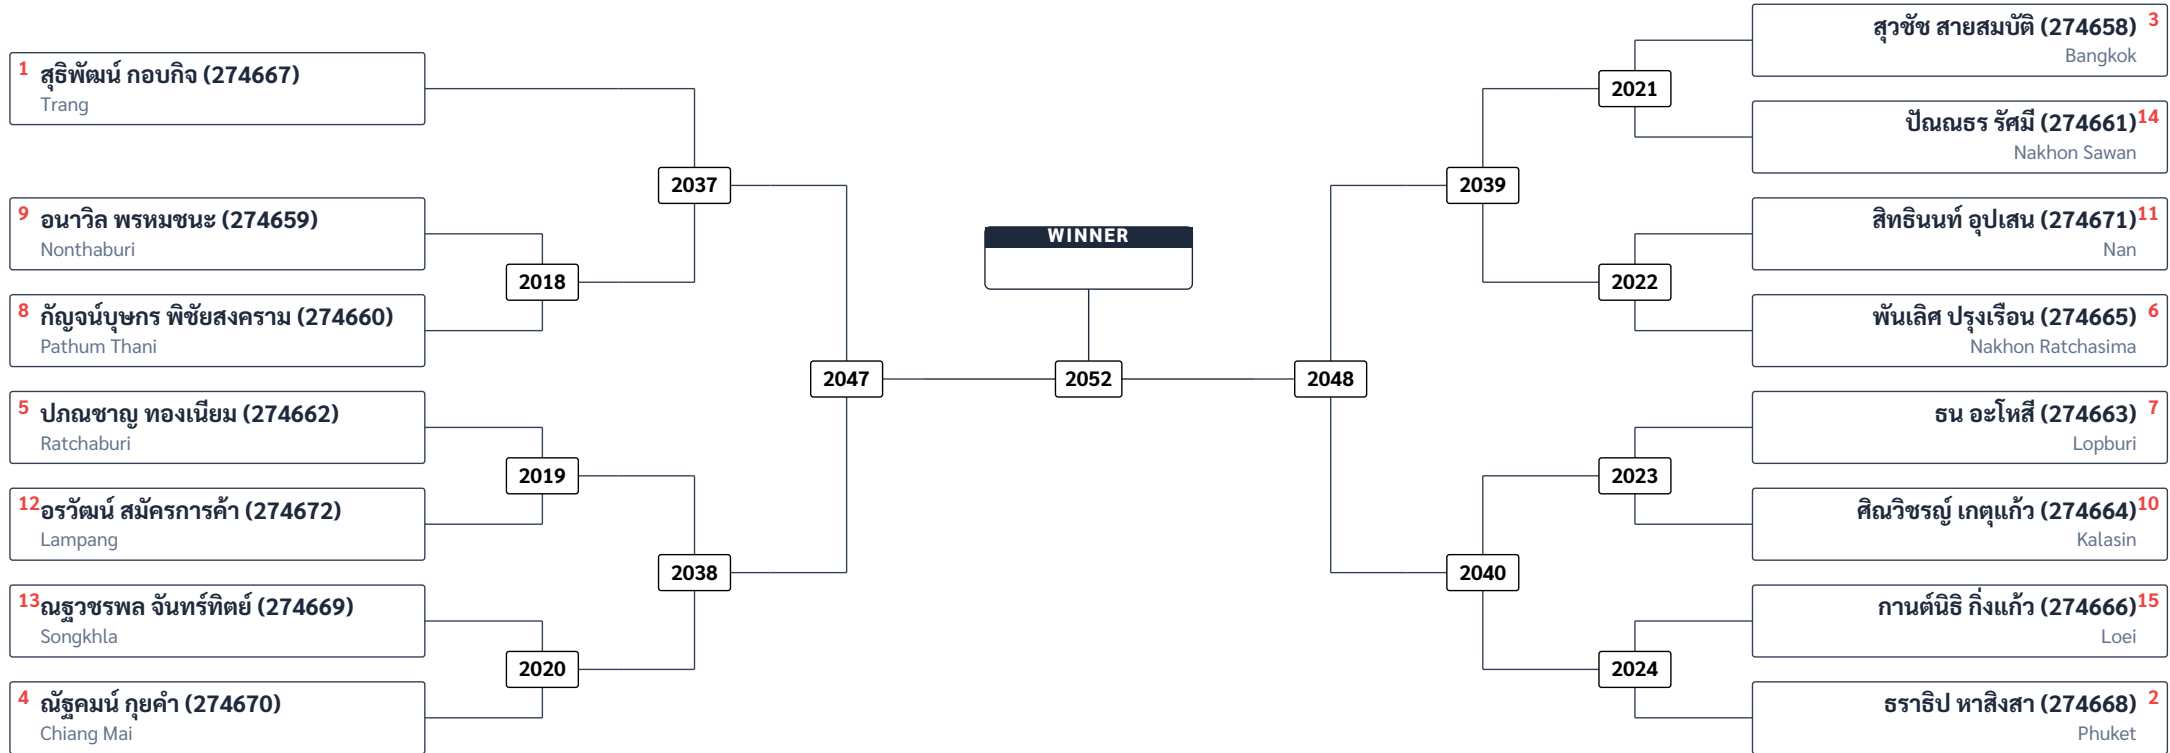 1 สุธิพัฒน์ กอบกิจ (274667)
Trang
9 อนาวิล พรหมชนะ (274659)
Nonthaburi
8 กัญจน์บุษกร พิชัยสงคราม (274660)
Pathum Thani
5 ปภณชาญ ทองเนียม (274662)
Ratchaburi
12 อรวัฒน์ สมัครการค้า (274672)
Lampang
13 ณฐวชรพล จันทร์ทิตย์ (274669)
Songkhla
4 ณัฐคมน์ กุยคำ (274670)
Chiang Mai
2018
2019
2020
2037
2038
2047
WINNER
2052
2048
2039
2040
2021
2022
2023
2024
สุวชัช สายสมบัติ (274658) 3
Bangkok
ปัณณธร รัศมี (274661) 14
Nakhon Sawan
สิทธินนท์ อุปเสน (274671) 11
Nan
พันเลิศ ปรุงเรือน (274665) 6
Nakhon Ratchasima
ธน อะโหสี (274663) 7
Lopburi
ศิณวิชรญ์ เกตุแก้ว (274664) 10
Kalasin
กานต์นิธิ กิ่งแก้ว (274666) 15
Loei
ธราธิป หาสิงสา (274668) 2
Phuket